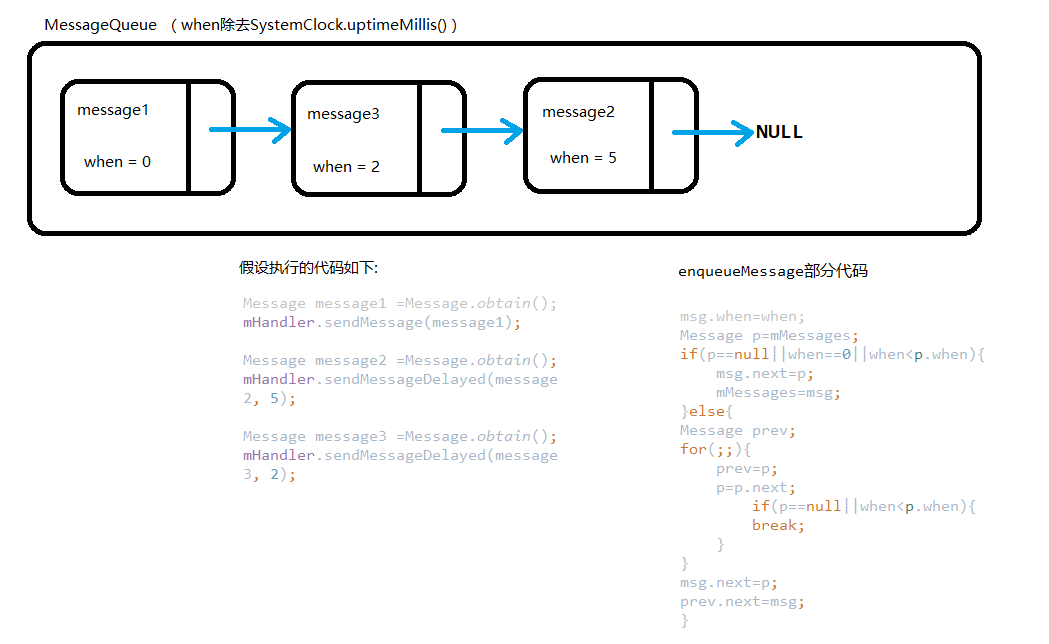 MessageQueue （when除去SystemClock.uptimeMillis()）
message1
when = 0
message3
when = 2
message2
when = 5
NULL
假设执行的代码如下:
Message message1 =Message.obtain();
mHandler.sendMessage(message1);
Message message2 =Message.obtain();
mHandler.sendMessageDelayed(message
2, 5);
Message message3 =Message.obtain();
mHandler.sendMessageDelayed(message
3, 2);
enqueueMessage部分代码
msg.when=when;
Message p=mMessages;
if(p==null||when==0||when<p.when){
msg.next=p;
mMessages=msg;
}else{
Message prev;
for(;;){
prev=p;
p=p.next;
if(p==null||when<p.when){
break;
}
}
msg.next=p;
prev.next=msg;
}